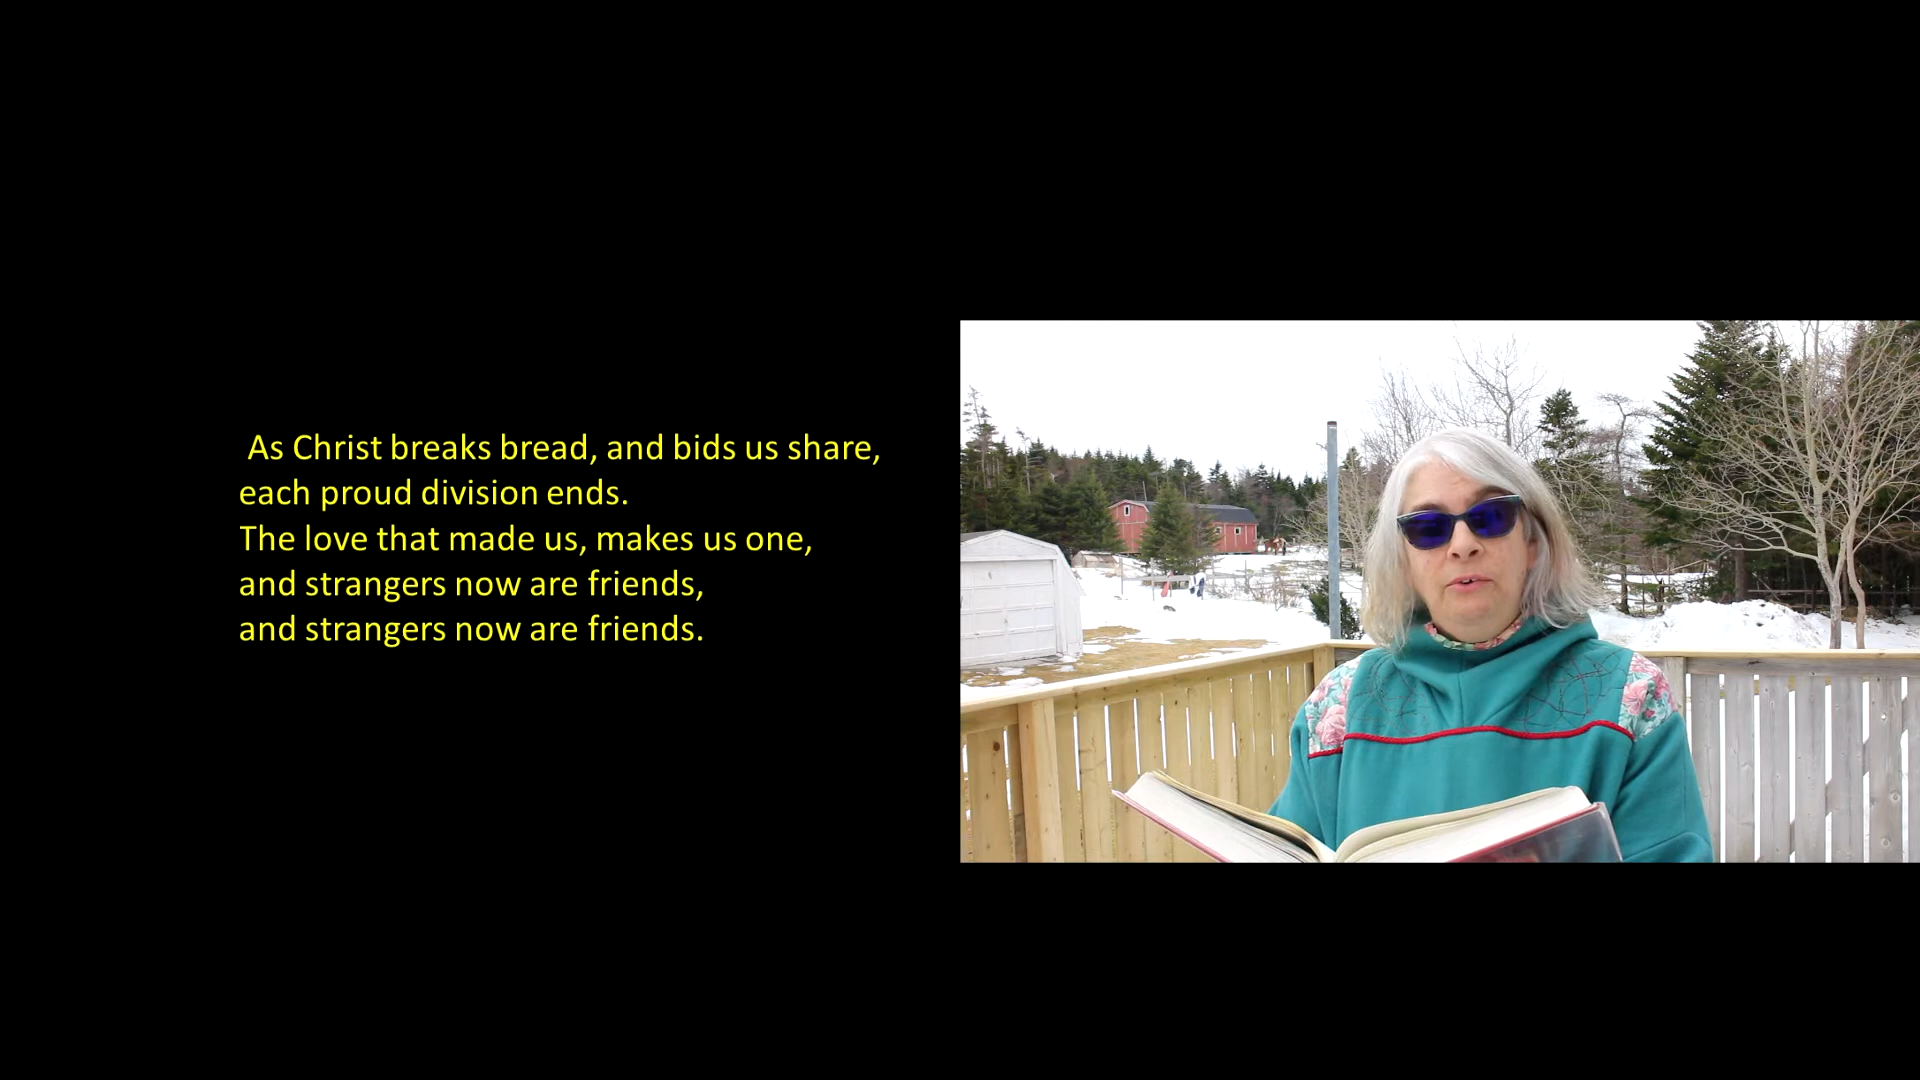 As Christ breaks bread, and bids us share,
each proud division ends.
The love that made us, makes us one,
and strangers now are friends,
and strangers now are friends.